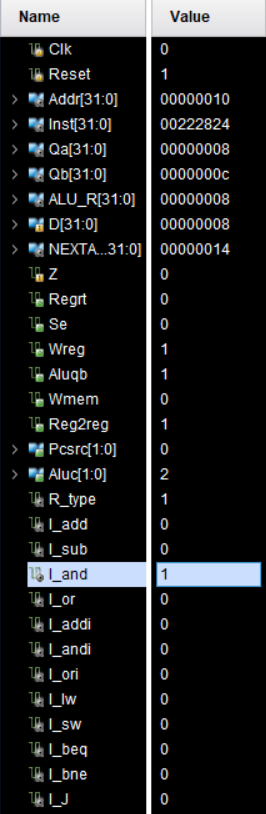 Name Value
Clk 0
Reset 1
Addr[31:0] 00000010
Inst[31:0] 00222824
Qa[31:0] 00000008
Qb[31:0] 0000000c
ALU_R[31:0] 00000008
D[31:0] 00000008
NEXTA...31:0] 00000014
Z 0
Regrt 0
Se 0
Wreg 1
Aluqb 1
Wmem 0
Reg2reg 1
Pcsrc[1:0] 0
Aluc[1:0] 2
R_type 1
I_add 0
I_sub 0
I_and 1
I_or 0
I_addi 0
I_andi 0
I_ori 0
I_lw 0
I_sw 0
I_beq 0
I_bne 0
I_J 0